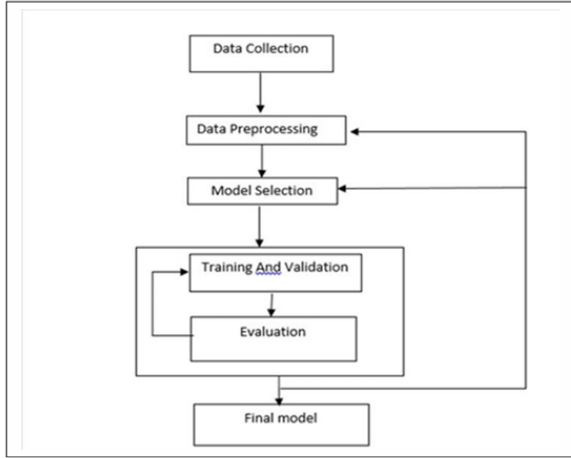 Data Collection
Data Preprocessing
Model Selection
Training And Validation
Evaluation
Final model